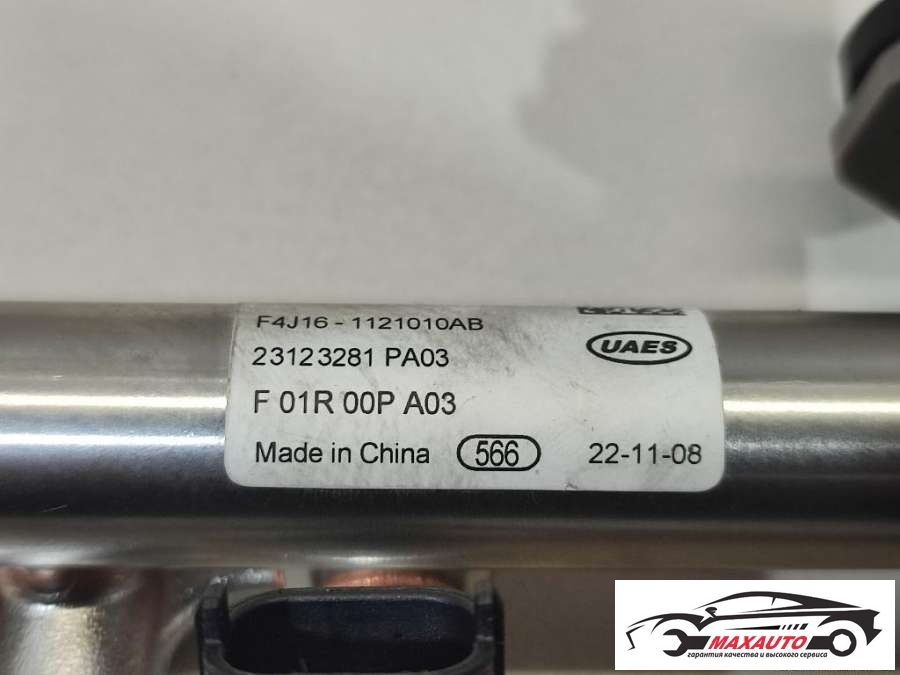 F4J16 - 1121010AB
23123281 PA03
UAES
F 01R 00P A03
Made in China 566 22-11-08
MAXAUTO
гарантия качества и высокого сервиса